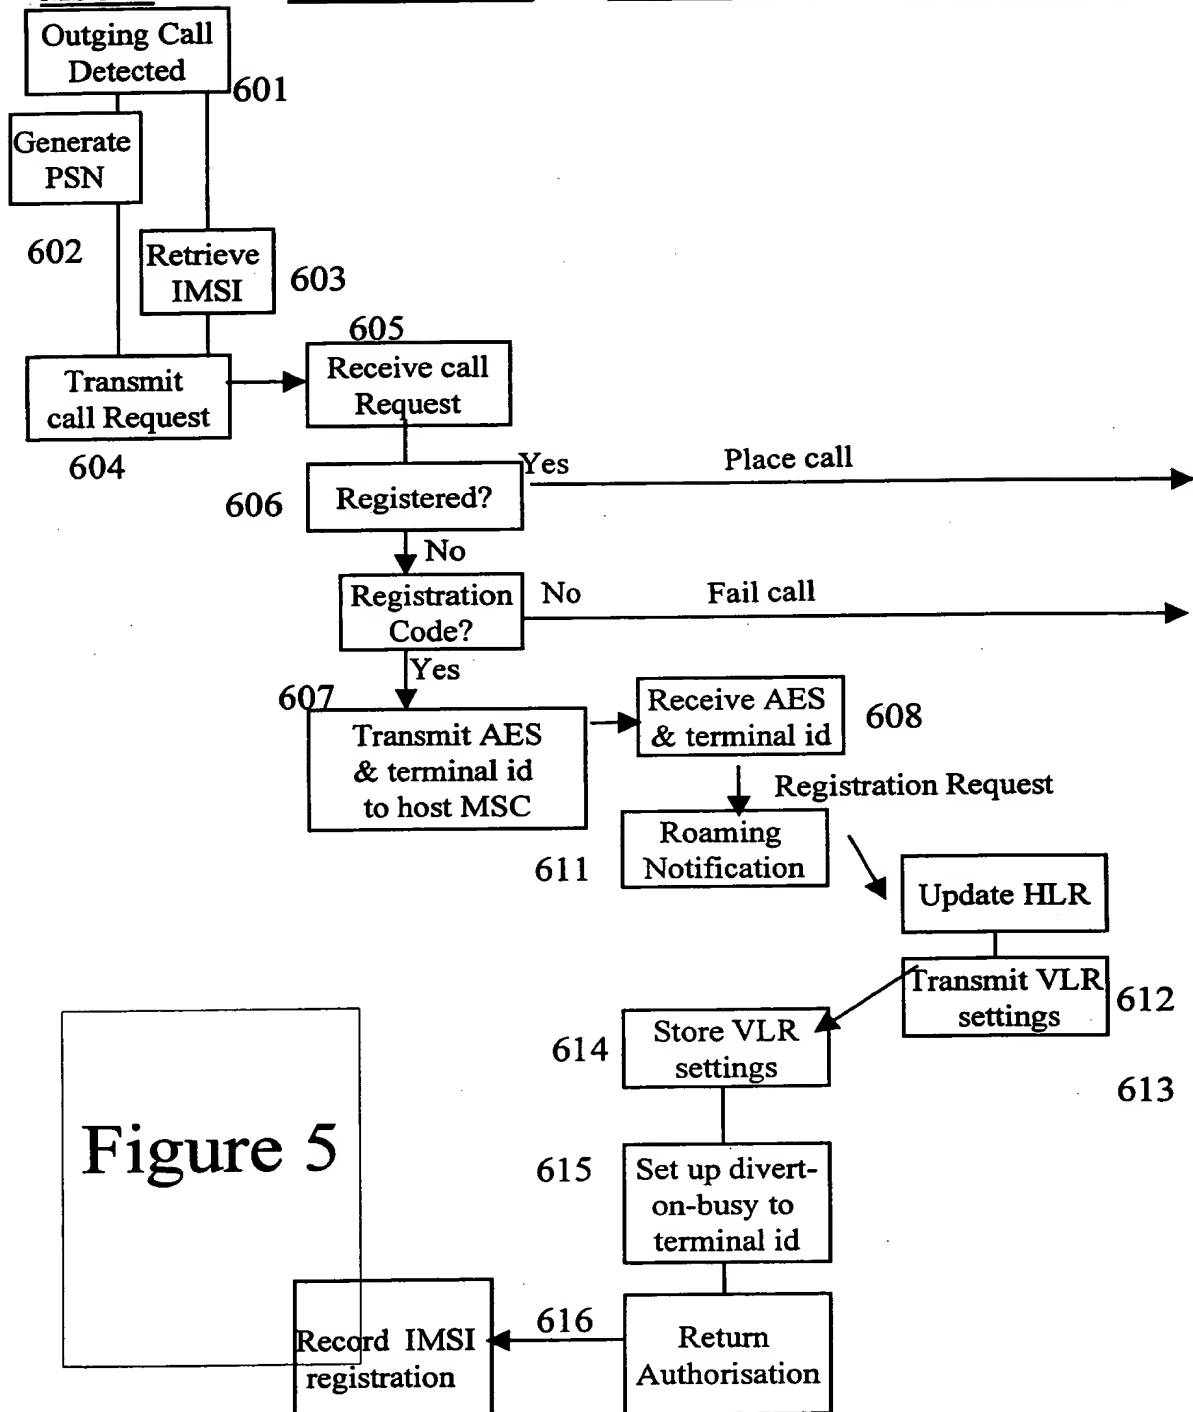 Outging Call
Detected
601
Generate
PSN
602
Retrieve
IMSI
603
605
Transmit
call Request
Receive call
Request
604
Yes
Place call
606
Registered?
No
Registration
Code?
No
Fail call
Yes
607
Transmit AES
& terminal id
to host MSC
Receive AES
& terminal id
608
Registration Request
611
Roaming
Notification
Update HLR
Transmit VLR
settings
612
614
Store VLR
settings
613
Figure 5
615
Set up divert-
on-busy to
terminal id
616
Record IMSI
registration
Return
Authorisation